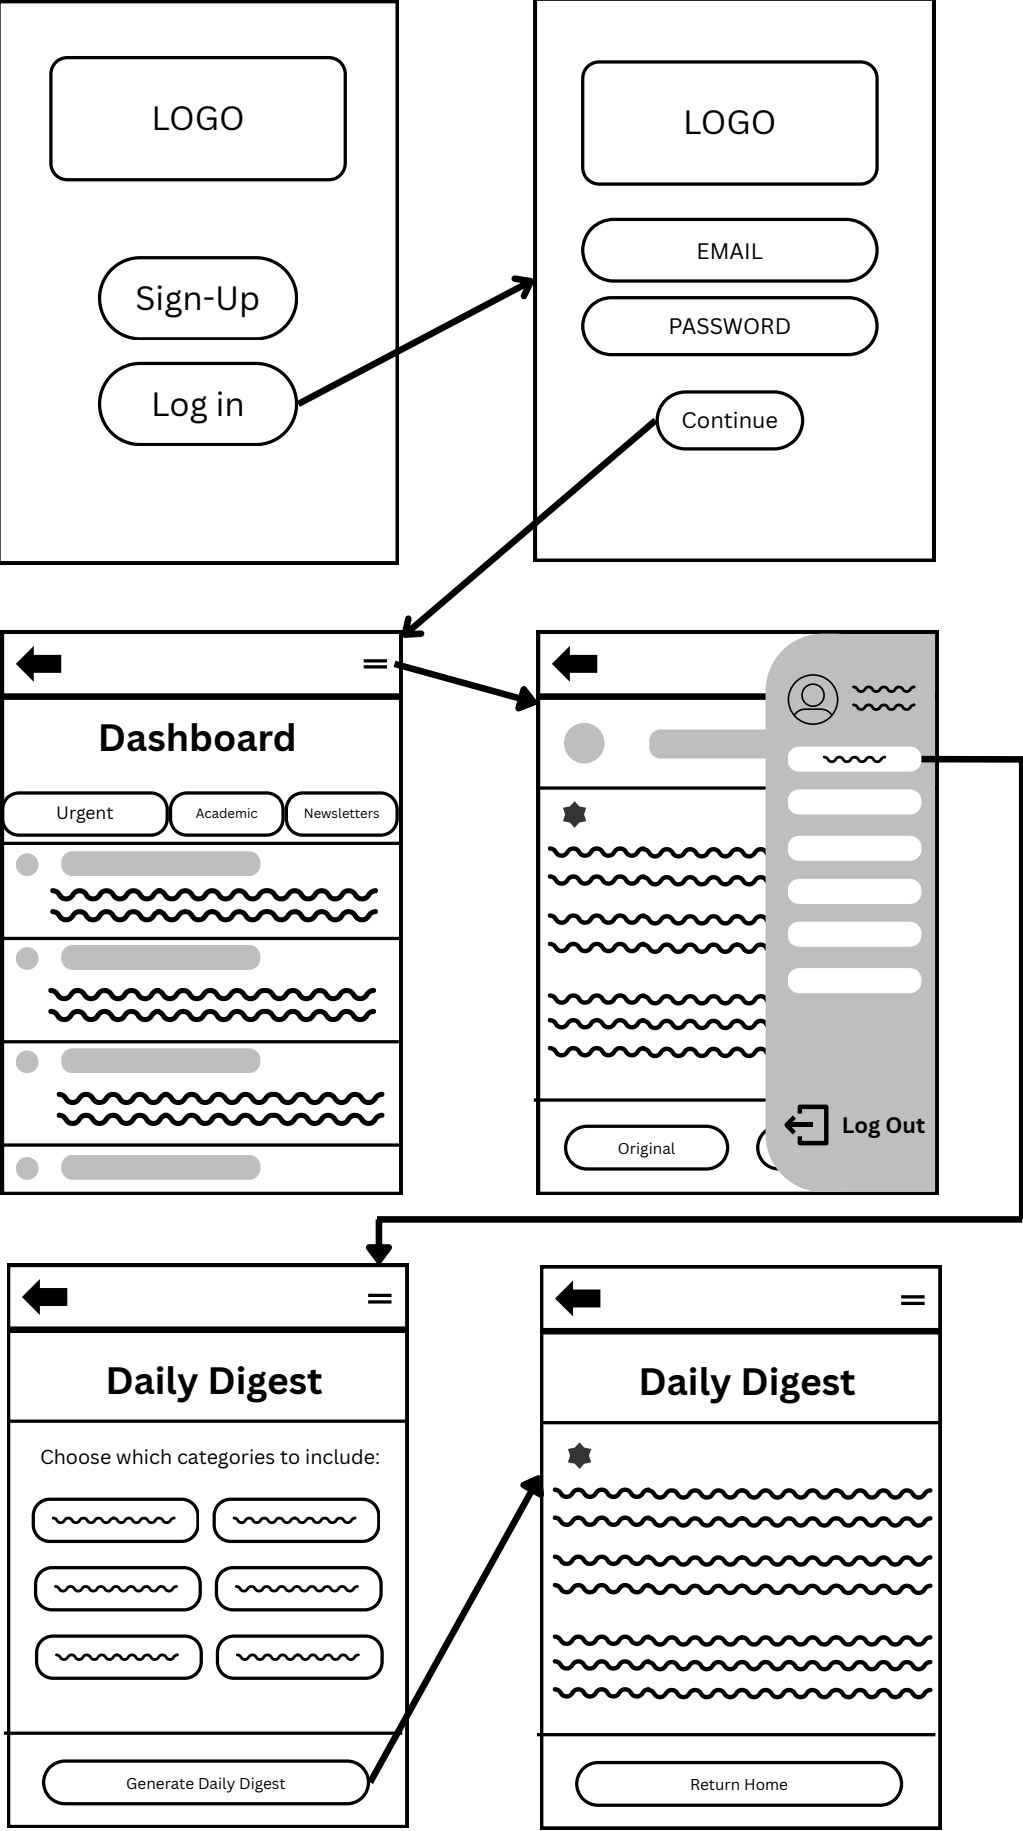 LOGO
Sign-Up
Log in
LOGO
EMAIL
PASSWORD
Continue
Dashboard
Urgent
Academic
Newsletters
Original
Log Out
Daily Digest
Choose which categories to include:
Generate Daily Digest
Daily Digest
Return Home